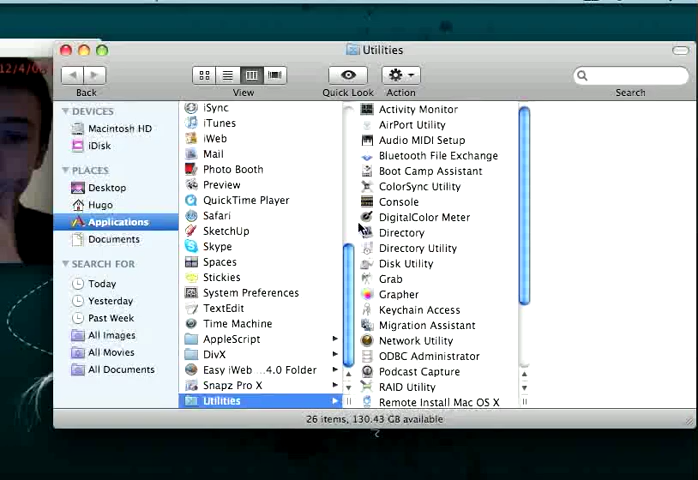 12/4/08
Utilities
Back
View
Quick Look
Action
Search
DEVICES
Macintosh HD
iDisk
PLACES
Desktop
Hugo
Applications
Documents
SEARCH FOR
Today
Yesterday
Past Week
All Images
All Movies
All Documents
iSync
iTunes
iWeb
Mail
Photo Booth
Preview
QuickTime Player
Safari
SketchUp
Skype
Spaces
Stickies
System Preferences
TextEdit
Time Machine
AppleScript
DivX
Easy iWeb ...4.0 Folder
Snapz Pro X
Utilities
Activity Monitor
AirPort Utility
Audio MIDI Setup
Bluetooth File Exchange
Boot Camp Assistant
ColorSync Utility
Console
DigitalColor Meter
Directory
Directory Utility
Disk Utility
Grab
Grapher
Keychain Access
Migration Assistant
Network Utility
ODBC Administrator
Podcast Capture
RAID Utility
Remote Install Mac OS X
26 items, 130.43 GB available